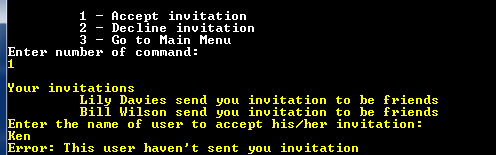 1 - Accept invitation
2 - Decline invitation
3 - Go to Main Menu
Enter number of command:
1
Your invitations
Lily Davies send you invitation to be friends
Bill Wilson send you invitation to be friends
Enter the name of user to accept his/her invitation:
Ken
Error: This user haven't sent you invitation